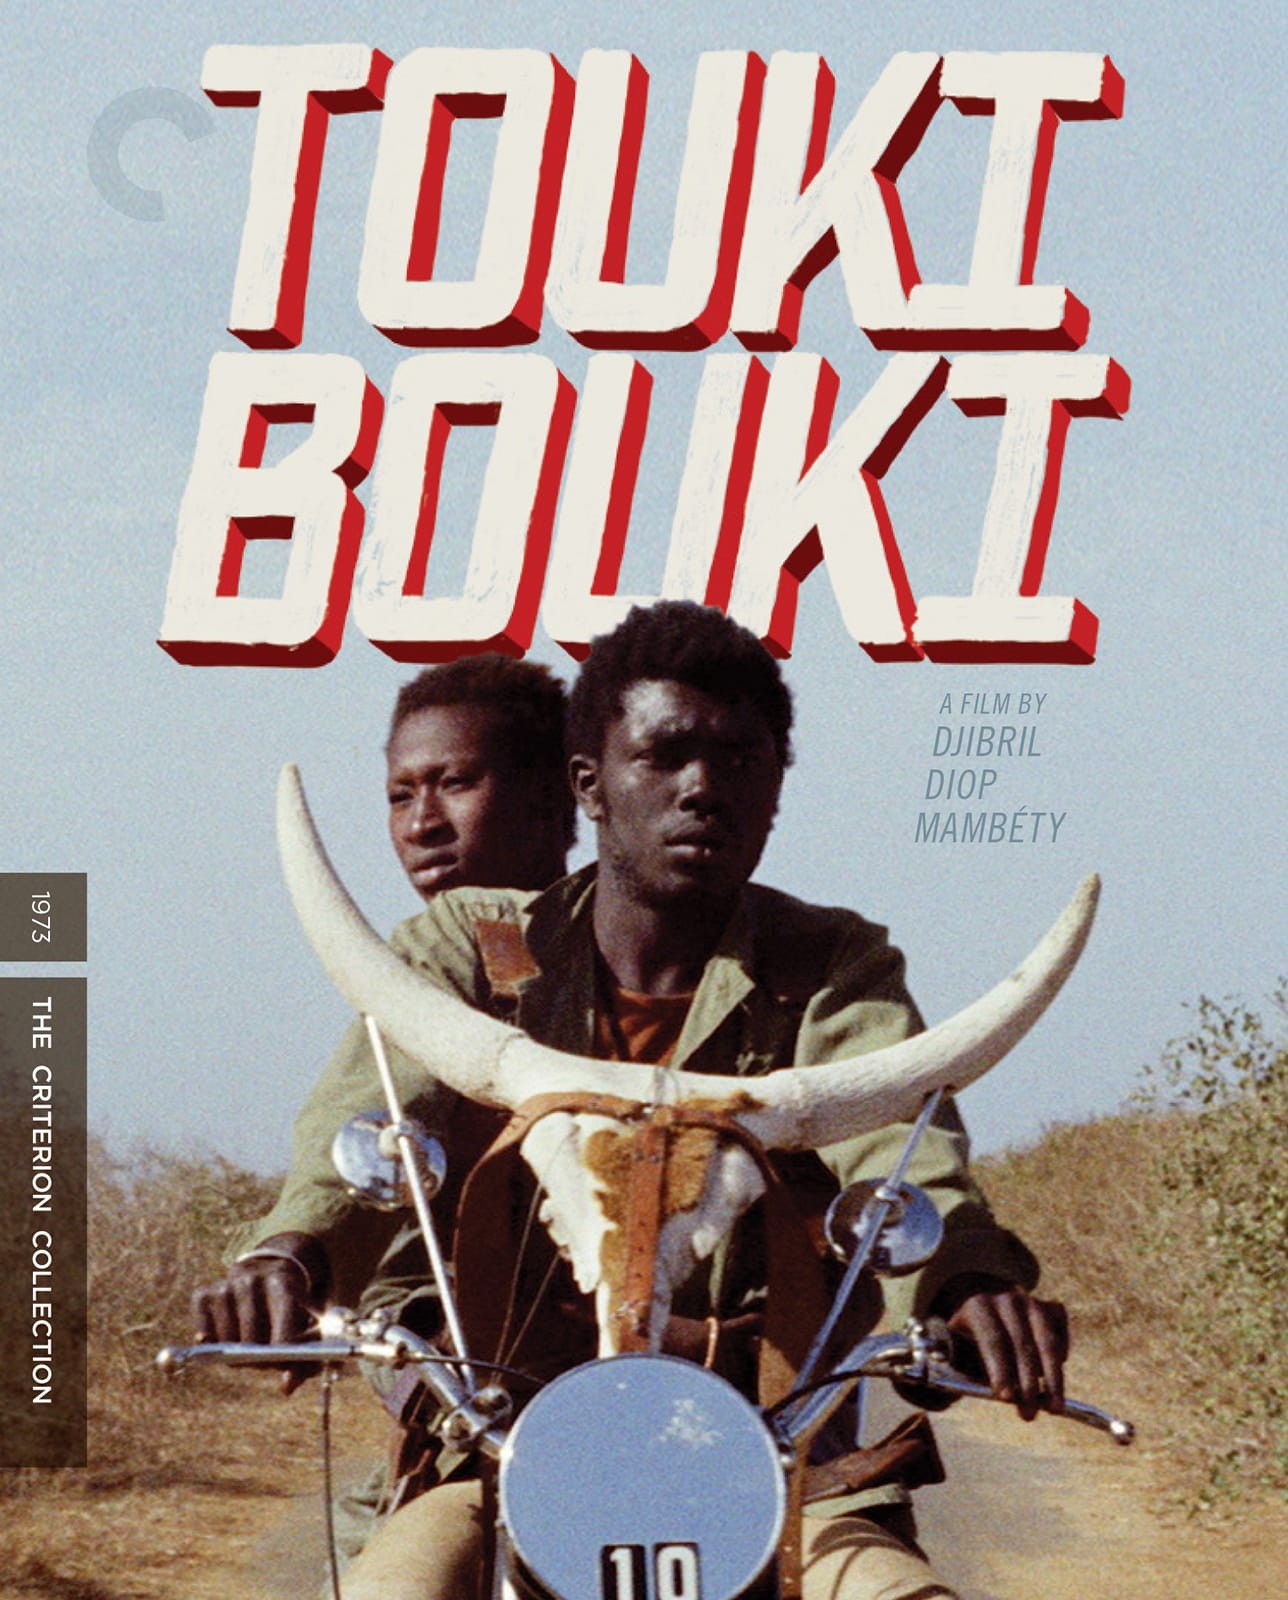 TOUKI
BOUKI
A FILM BY
DJIBRIL
DIOP
MAMBÉTY
1973
THE CRITERION COLLECTION
10